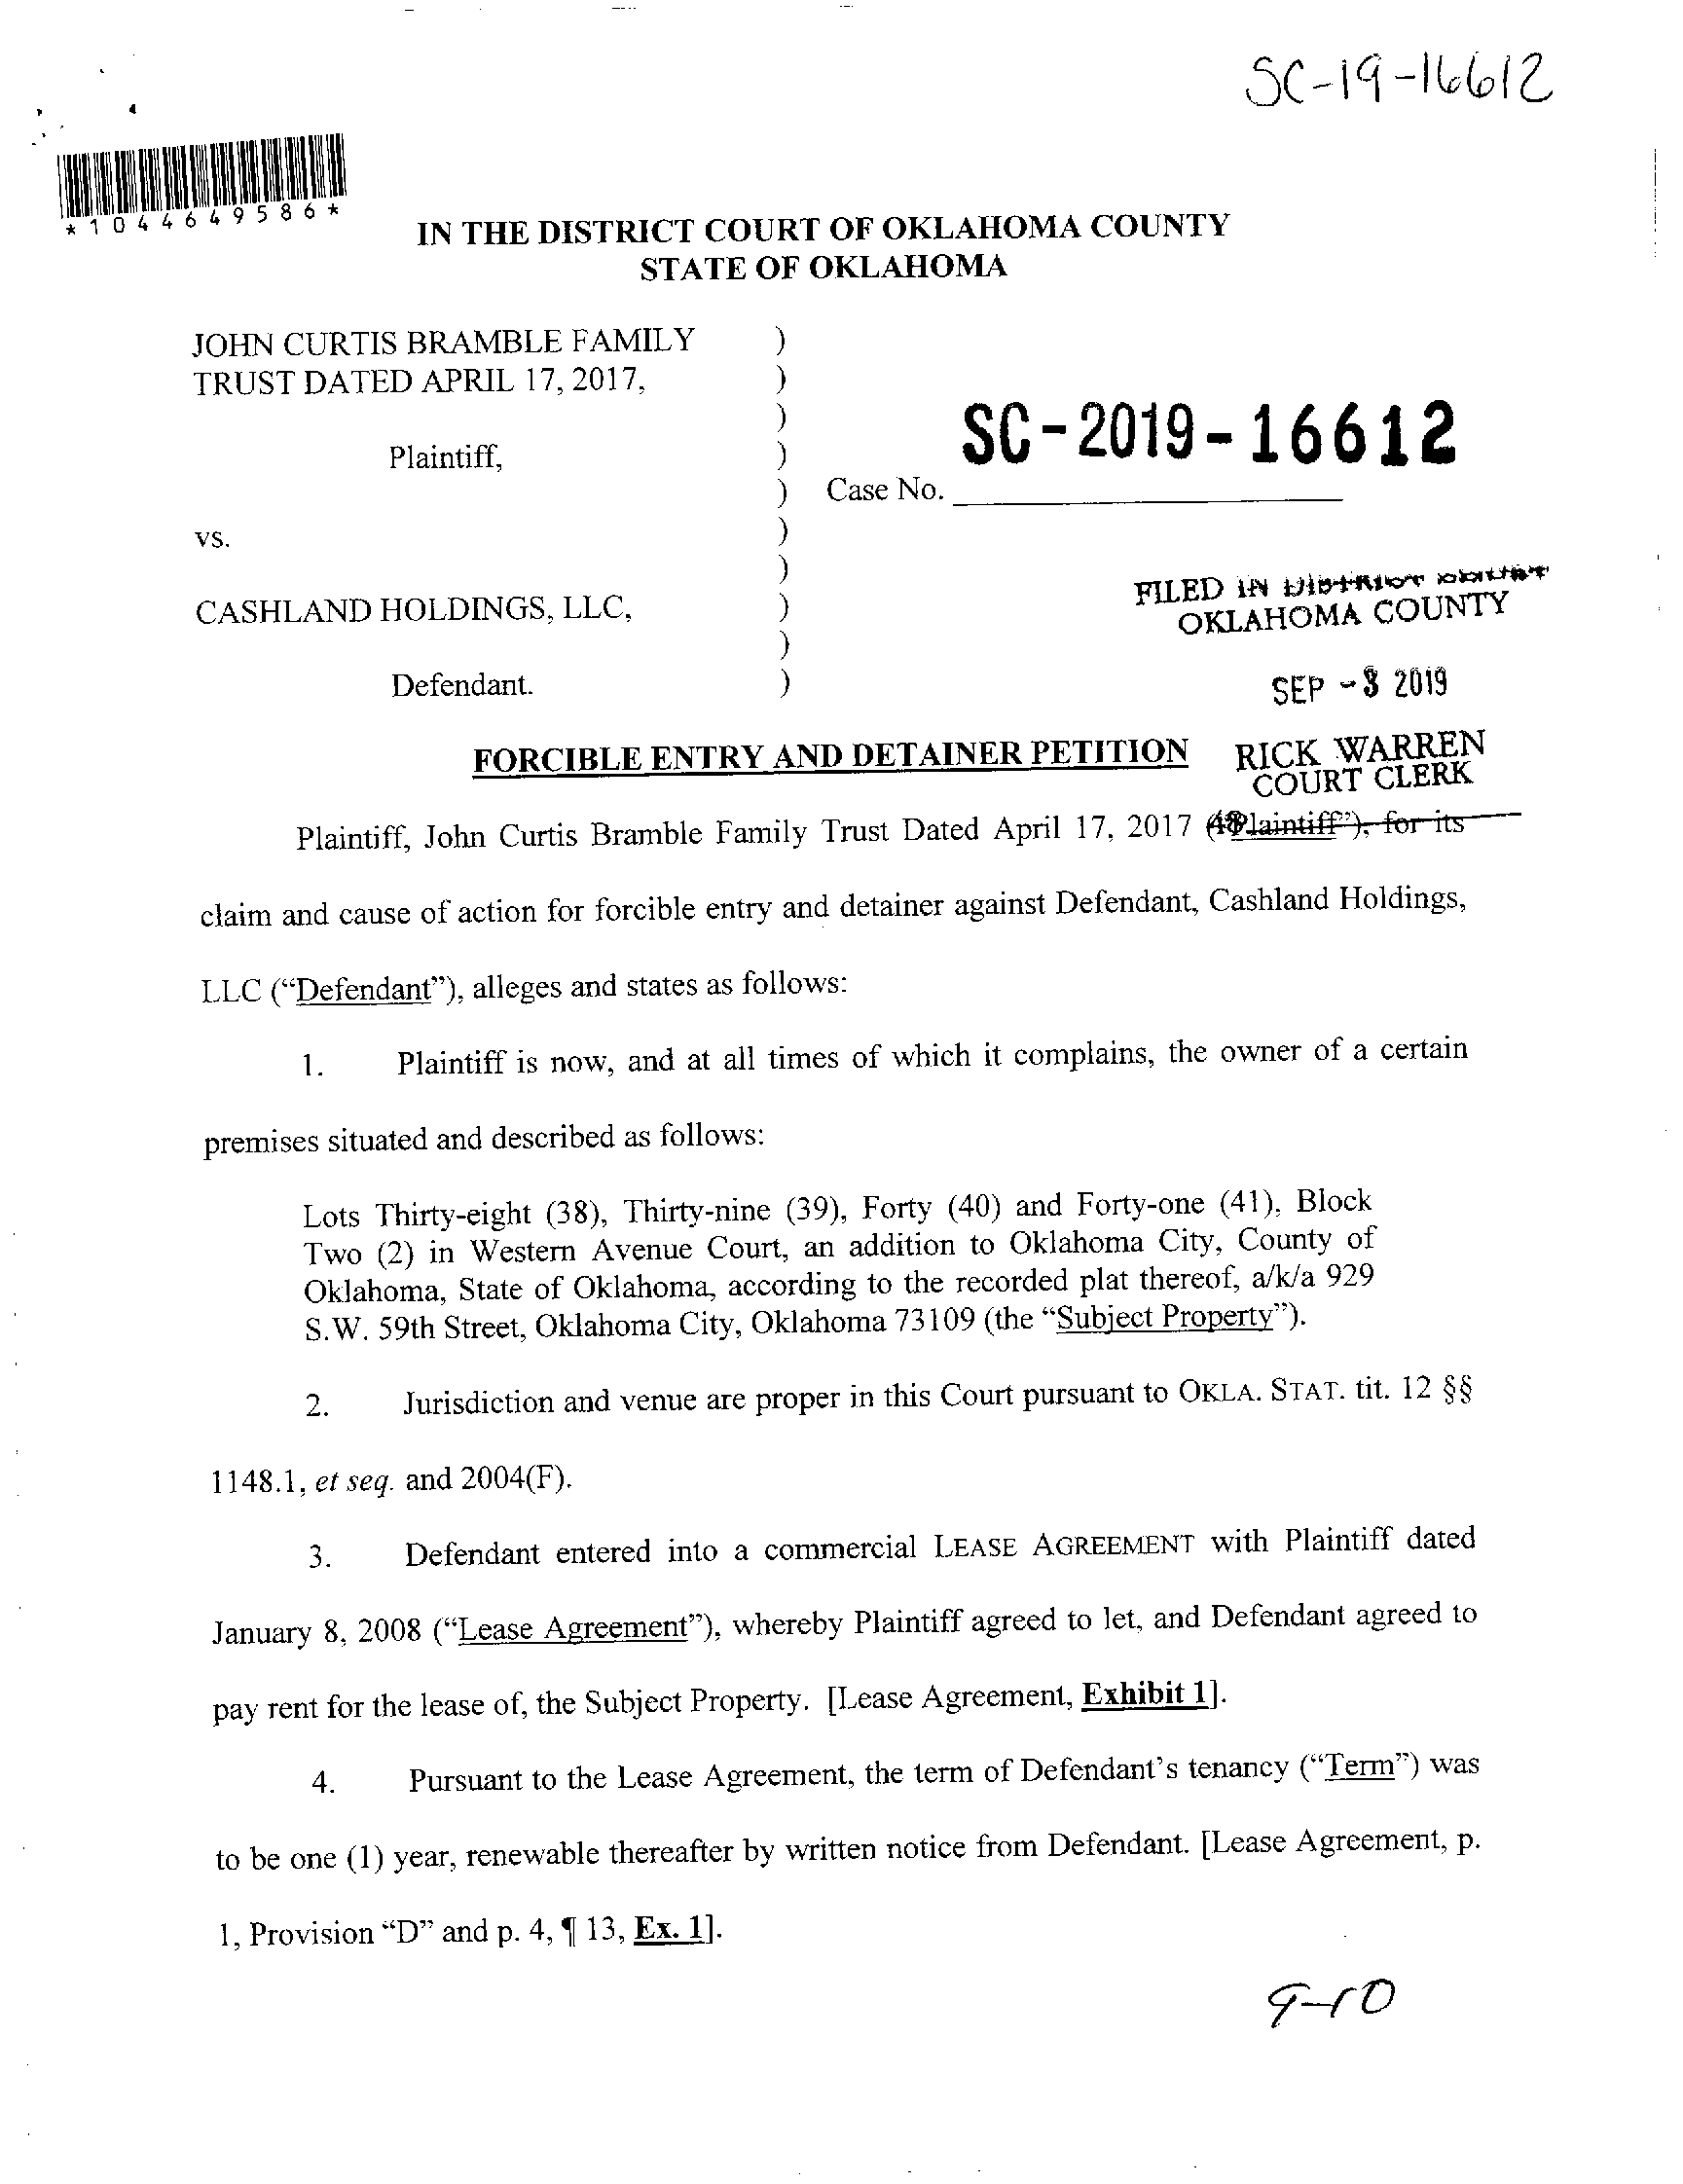 SC-19-16612
*1044649586*
IN THE DISTRICT COURT OF OKLAHOMA COUNTY
STATE OF OKLAHOMA
JOHN CURTIS BRAMBLE FAMILY )
TRUST DATED APRIL 17, 2017, )
)
Plaintiff, )
SC-2019-16612
) Case No.
vs. )
)
CASHLAND HOLDINGS, LLC, )
)
Defendant. )
FILED IN DISTRICT COURT
OKLAHOMA COUNTY
SEP -3 2019
RICK WARREN
COURT CLERK
FORCIBLE ENTRY AND DETAINER PETITION
Plaintiff, John Curtis Bramble Family Trust Dated April 17, 2017 (“Plaintiff”), for its
claim and cause of action for forcible entry and detainer against Defendant, Cashland Holdings,
LLC (“Defendant”), alleges and states as follows:
1. Plaintiff is now, and at all times of which it complains, the owner of a certain
premises situated and described as follows:
Lots Thirty-eight (38), Thirty-nine (39), Forty (40) and Forty-one (41), Block
Two (2) in Western Avenue Court, an addition to Oklahoma City, County of
Oklahoma, State of Oklahoma, according to the recorded plat thereof, a/k/a 929
S.W. 59th Street, Oklahoma City, Oklahoma 73109 (the “Subject Property”).
2. Jurisdiction and venue are proper in this Court pursuant to OKLA. STAT. tit. 12 §§
1148.1, et seq. and 2004(F).
3. Defendant entered into a commercial LEASE AGREEMENT with Plaintiff dated
January 8, 2008 (“Lease Agreement”), whereby Plaintiff agreed to let, and Defendant agreed to
pay rent for the lease of, the Subject Property. [Lease Agreement, Exhibit 1].
4. Pursuant to the Lease Agreement, the term of Defendant’s tenancy (“Term”) was
to be one (1) year, renewable thereafter by written notice from Defendant. [Lease Agreement, p.
1, Provision “D” and p. 4, ¶ 13, Ex. 1].
9-10